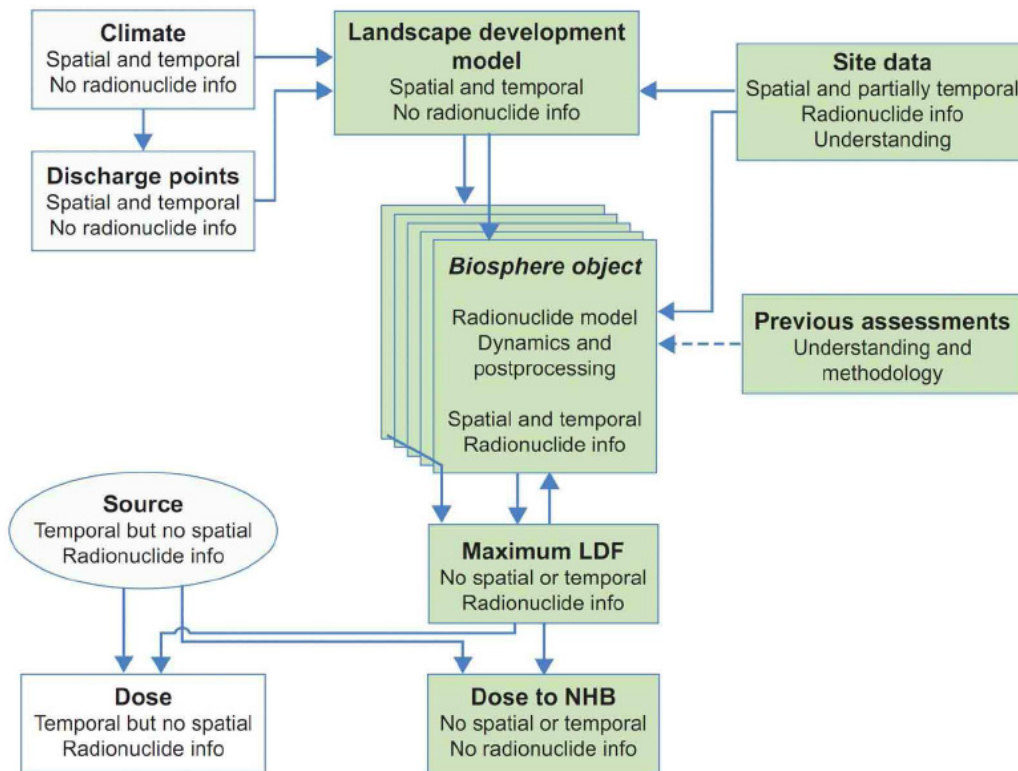 Climate
Spatial and temporal
No radionuclide info
Landscape development
model
Spatial and temporal
No radionuclide info
Site data
Spatial and partially temporal
Radionuclide info
Understanding
Discharge points
Spatial and temporal
No radionuclide info
Biosphere object
Radionuclide model
Dynamics and
postprocessing
Spatial and temporal
Radionuclide info
Previous assessments
Understanding and
methodology
Source
Temporal but no spatial
Radionuclide info
Maximum LDF
No spatial or temporal
Radionuclide info
Dose
Temporal but no spatial
Radionuclide info
Dose to NHB
No spatial or temporal
No radionuclide info